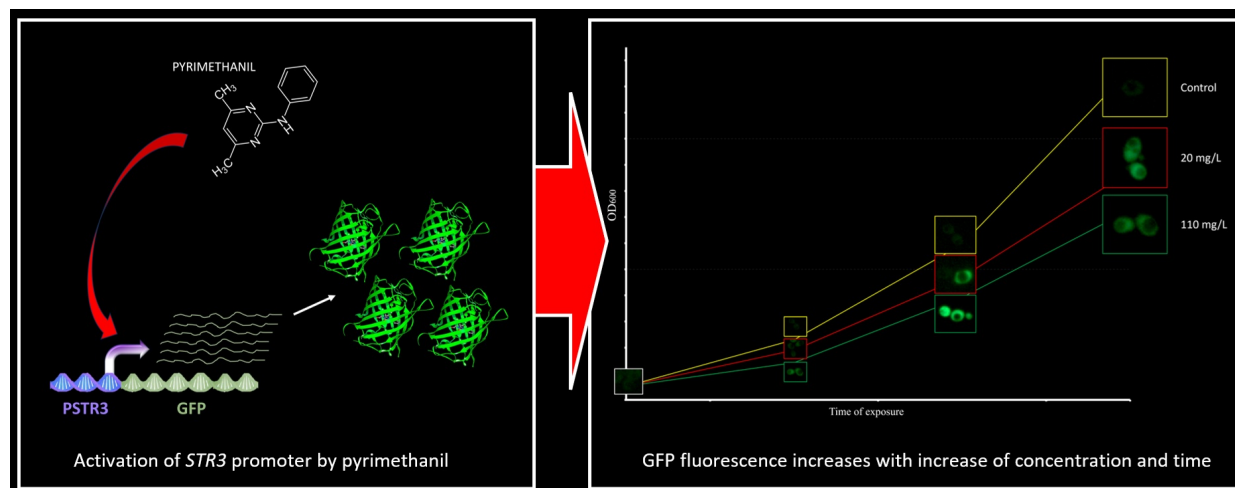 PYRIMETHANIL
CH₃
N
N
N
H
H₃C
PSTR3
GFP
Activation of STR3 promoter by pyrimethanil
Control
20 mg/L
110 mg/L
OD600
Time of exposure
GFP fluorescence increases with increase of concentration and time